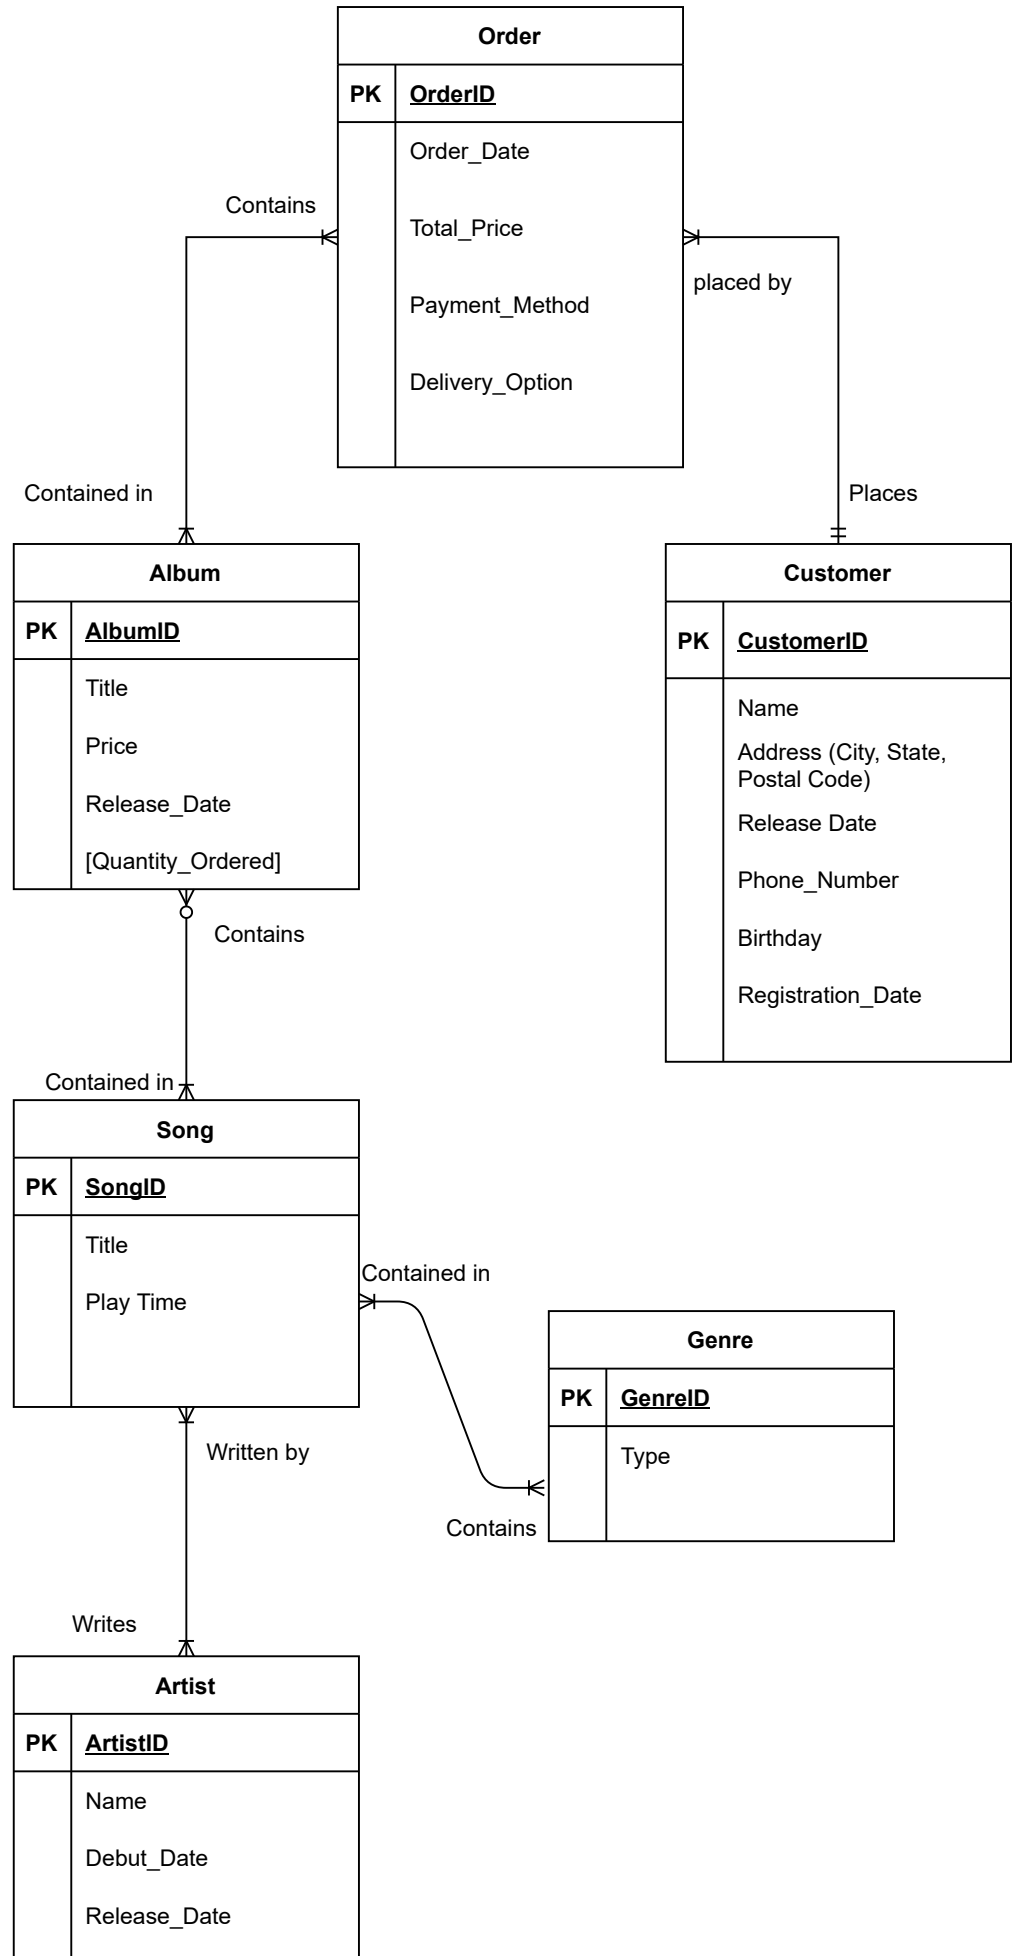 Order
PK OrderID
Order_Date
Contains
Total_Price
placed by
Payment_Method
Delivery_Option
Contained in
Places
Album
PK AlbumID
Title
Price
Release_Date
[Quantity_Ordered]
Customer
PK CustomerID
Name
Address (City, State,
Postal Code)
Release Date
Phone_Number
Birthday
Registration_Date
Contains
Contained in
Song
PK SongID
Title
Play Time
Contained in
Genre
PK GenreID
Type
Contains
Written by
Writes
Artist
PK ArtistID
Name
Debut_Date
Release_Date